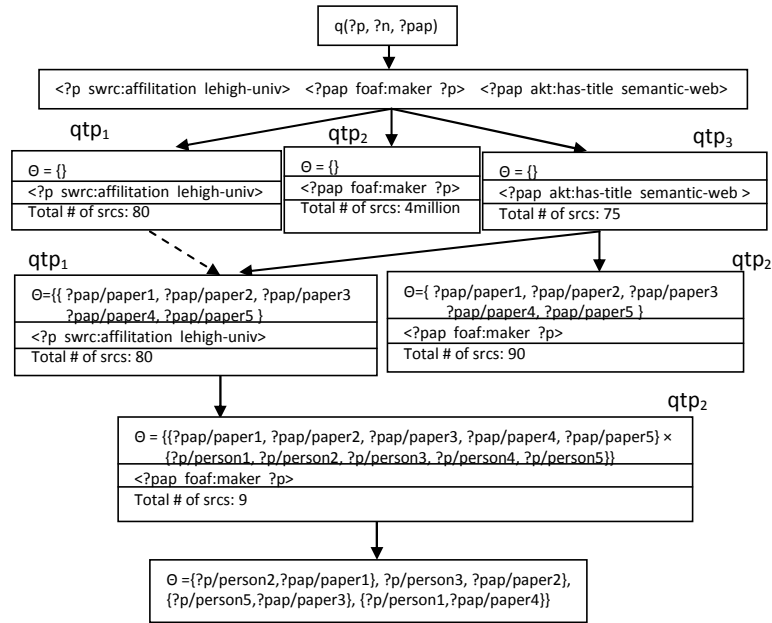 q(?p, ?n, ?pap)
<?p swrc:affilitation lehigh-univ> <?pap foaf:maker ?p> <?pap akt:has-title semantic-web>
qtp1
qtp2
qtp3
Θ = {}
<?p swrc:affilitation lehigh-univ>
Total # of srcs: 80
Θ = {}
<?pap foaf:maker ?p>
Total # of srcs: 4million
Θ = {}
<?pap akt:has-title semantic-web >
Total # of srcs: 75
qtp1
Θ={{ ?pap/paper1, ?pap/paper2, ?pap/paper3
?pap/paper4, ?pap/paper5 }
<?p swrc:affilitation lehigh-univ>
Total # of srcs: 80
qtp2
Θ={ ?pap/paper1, ?pap/paper2, ?pap/paper3
?pap/paper4, ?pap/paper5 }
<?pap foaf:maker ?p>
Total # of srcs: 90
qtp2
Θ = {{?pap/paper1, ?pap/paper2, ?pap/paper3, ?pap/paper4, ?pap/paper5} ×
{?p/person1, ?p/person2, ?p/person3, ?p/person4, ?p/person5}}
<?pap foaf:maker ?p>
Total # of srcs: 9
Θ ={?p/person2,?pap/paper1}, ?p/person3, ?pap/paper2},
{?p/person5,?pap/paper3}, {?p/person1,?pap/paper4}}